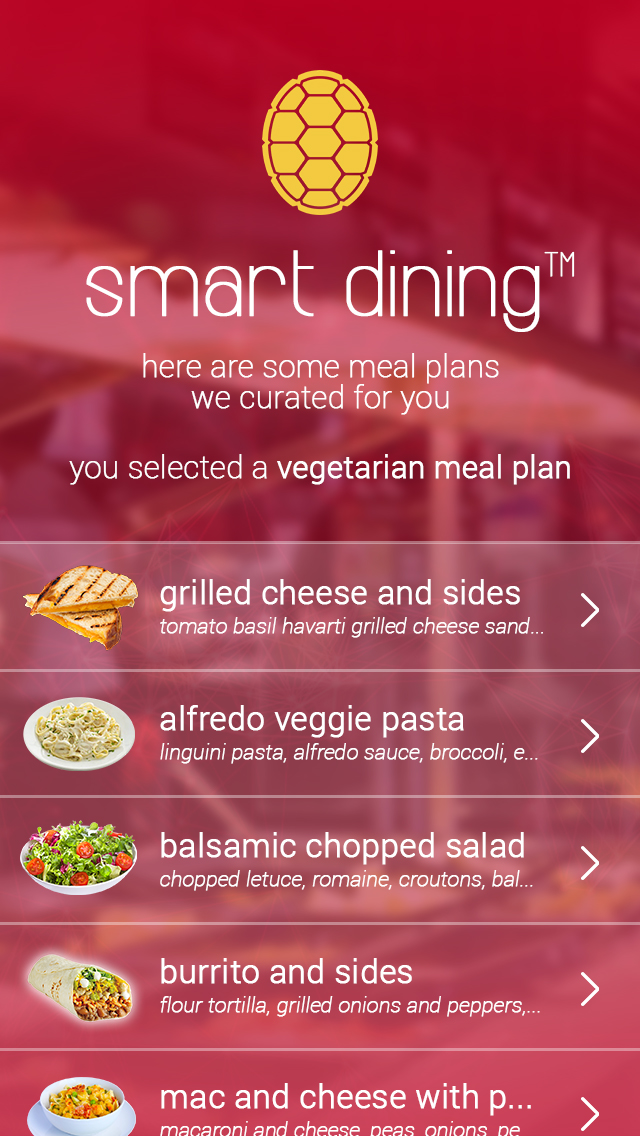 smart dining™
here are some meal plans
we curated for you
you selected a vegetarian meal plan
grilled cheese and sides
tomato basil havarti grilled cheese sand...
alfredo veggie pasta
linguini pasta, alfredo sauce, broccoli, e...
balsamic chopped salad
chopped letuce, romaine, croutons, bal...
burrito and sides
flour tortilla, grilled onions and peppers,...
mac and cheese with p...
macaroni and cheese, peas, onions, pe...